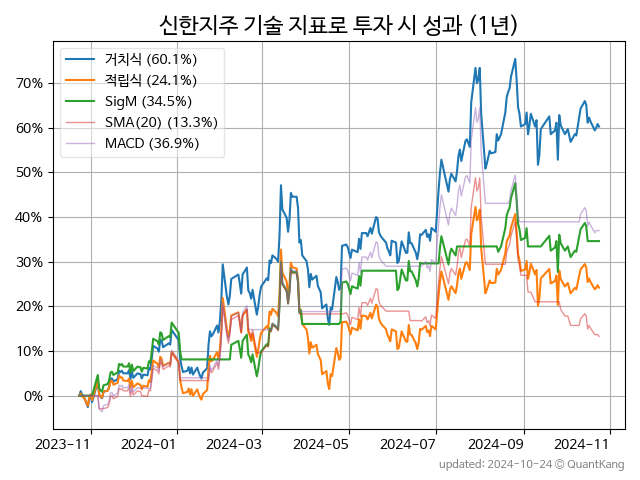 신한지주 기술 지표로 투자 시 성과 (1년)
거치식 (60.1%)
적립식 (24.1%)
SigM (34.5%)
SMA(20) (13.3%)
MACD (36.9%)
70%
60%
50%
40%
30%
20%
10%
0%
2023-11 2024-01 2024-03 2024-05 2024-07 2024-09 2024-11
updated: 2024-10-24 @ QuantKang